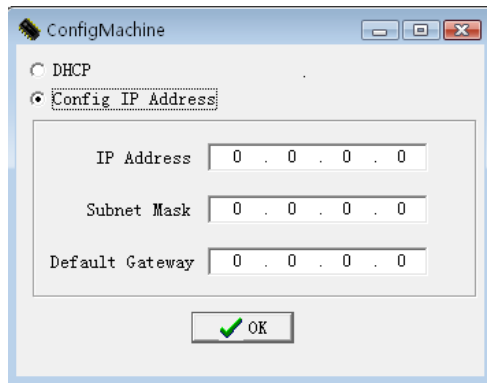 ConfigMachine
DHCP
Config IP Address
IP Address 0 . 0 . 0 . 0
Subnet Mask 0 . 0 . 0 . 0
Default Gateway 0 . 0 . 0 . 0
OK